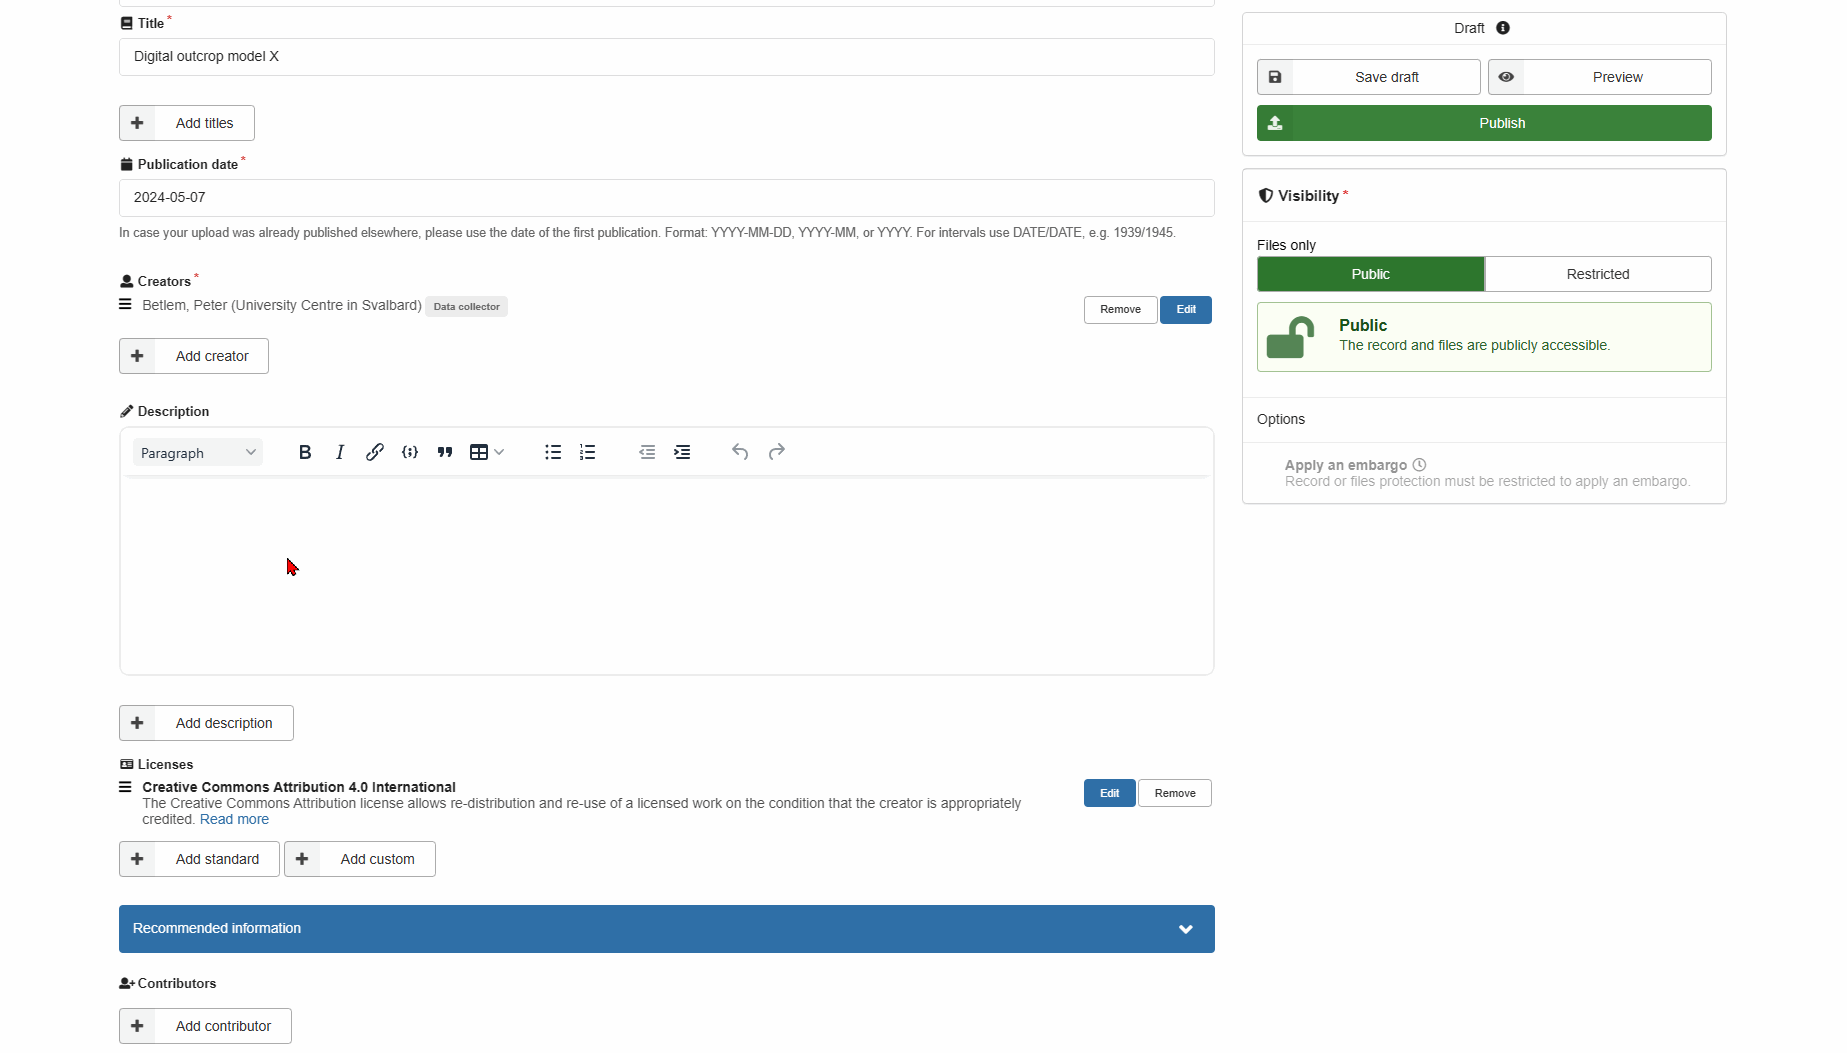 Title *
Digital outcrop model X
Add titles
Publication date *
2024-05-07
In case your upload was already published elsewhere, please use the date of the first publication. Format: YYYY-MM-DD, YYYY-MM, or YYYY. For intervals use DATE/DATE, e.g. 1939/1945.
Creators *
Betlem, Peter (University Centre in Svalbard) Data collector
Remove Edit
Add creator
Description
Paragraph
Add description
Licenses
Creative Commons Attribution 4.0 International
The Creative Commons Attribution license allows re-distribution and re-use of a licensed work on the condition that the creator is appropriately
credited. Read more
Edit Remove
Add standard Add custom
Recommended information
Contributors
Add contributor
Draft
Save draft Preview
Publish
Visibility *
Files only
Public Restricted
Public
The record and files are publicly accessible.
Options
Apply an embargo
Record or files protection must be restricted to apply an embargo.